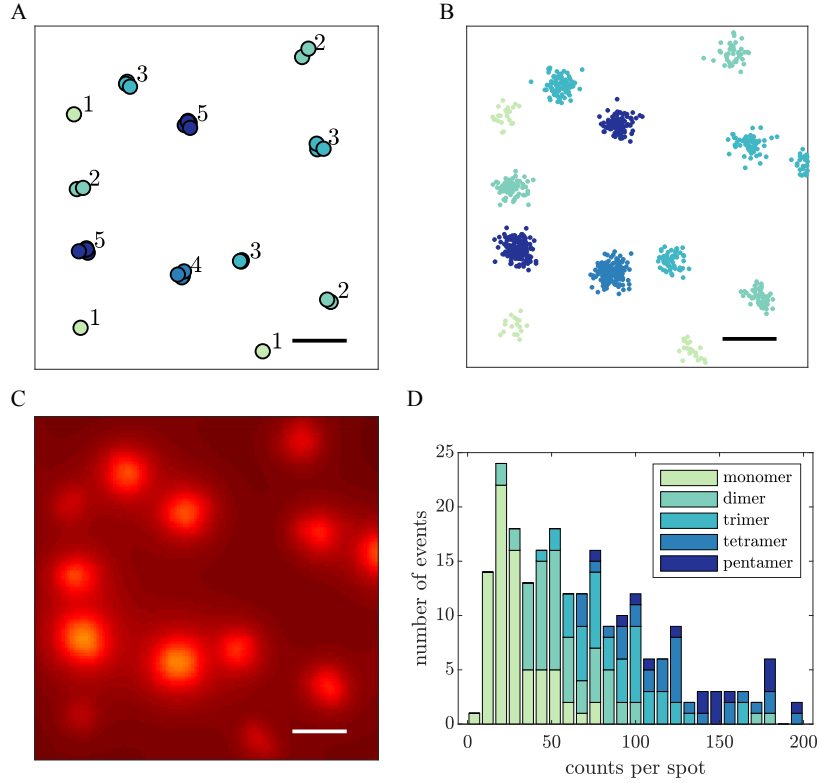 A
2
3
1
5
3
2
5
4
3
2
1
1
B
C
D
25
20
15
10
5
0
number of events
monomer
dimer
trimer
tetramer
pentamer
0 50 100 150 200
counts per spot